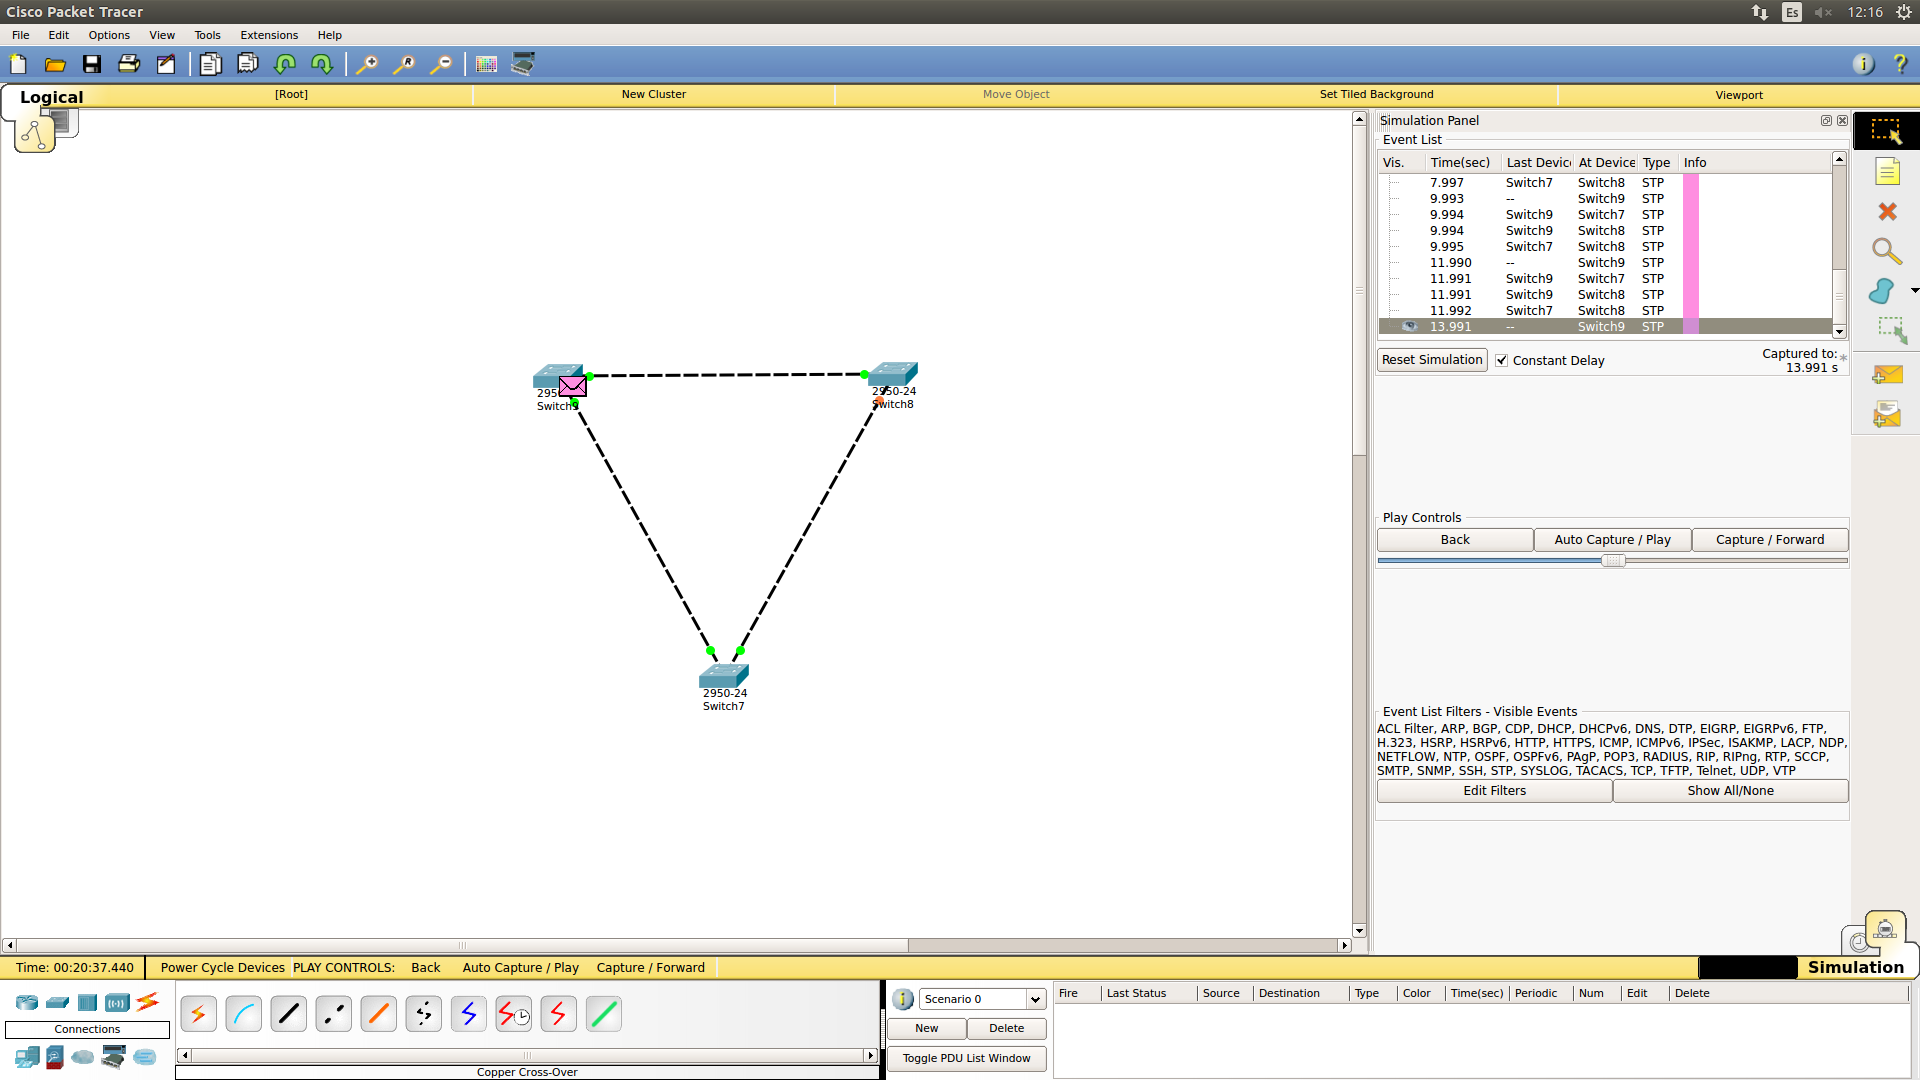 Cisco Packet Tracer
Es
12:16
File Edit Options View Tools Extensions Help
Logical
[Root]
New Cluster
Move Object
Set Tiled Background
Viewport
Simulation Panel
Event List
Vis. Time(sec) Last Devic At Device Type Info
7.997 Switch7 Switch8 STP
9.993 -- Switch9 STP
9.994 Switch9 Switch7 STP
9.994 Switch9 Switch8 STP
9.995 Switch7 Switch8 STP
11.990 -- Switch9 STP
11.991 Switch9 Switch7 STP
11.991 Switch9 Switch8 STP
11.992 Switch7 Switch8 STP
13.991 -- Switch9 STP
Reset Simulation
Constant Delay
Captured to:
13.991 s
295
Switch9
2950-24
Switch8
2950-24
Switch7
Play Controls
Back
Auto Capture / Play
Capture / Forward
Event List Filters - Visible Events
ACL Filter, ARP, BGP, CDP, DHCP, DHCPv6, DNS, DTP, EIGRP, EIGRPv6, FTP,
H.323, HSRP, HSRPv6, HTTP, HTTPS, ICMP, ICMPv6, IPSec, ISAKMP, LACP, NDP,
NETFLOW, NTP, OSPF, OSPFv6, PAgP, POP3, RADIUS, RIP, RIPng, RTP, SCCP,
SMTP, SNMP, SSH, STP, SYSLOG, TACACS, TCP, TFTP, Telnet, UDP, VTP
Edit Filters
Show All/None
Time: 00:20:37.440
Power Cycle Devices
PLAY CONTROLS:
Back
Auto Capture / Play
Capture / Forward
Simulation
Connections
Copper Cross-Over
Scenario 0
New
Delete
Toggle PDU List Window
Fire Last Status Source Destination Type Color Time(sec) Periodic Num Edit Delete